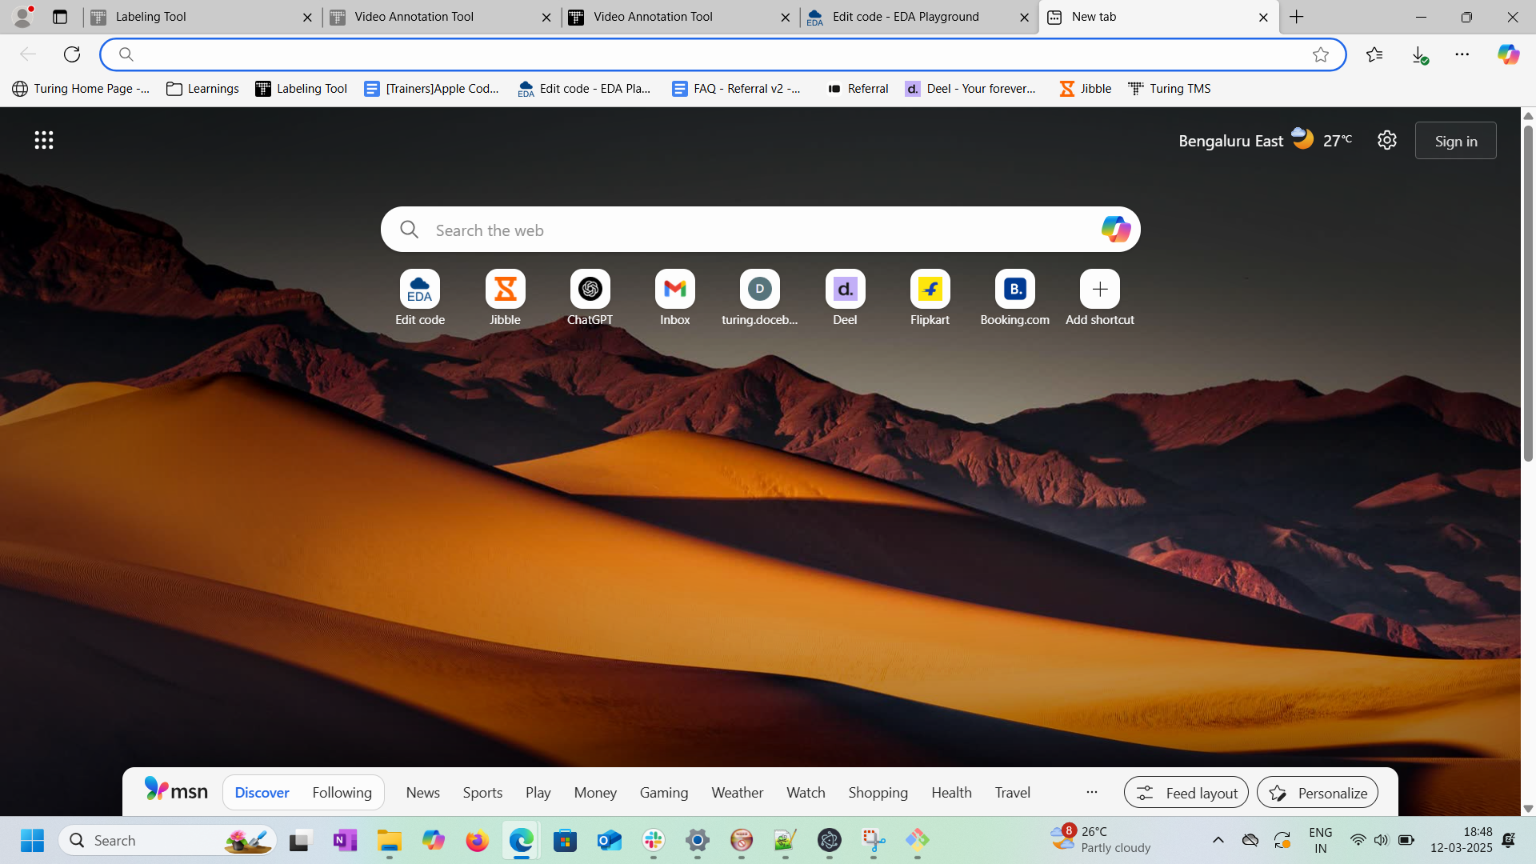 Labeling Tool
Video Annotation Tool
Video Annotation Tool
Edit code - EDA Playground
New tab
Turing Home Page -...
Learnings
Labeling Tool
[Trainers]Apple Cod...
EDA
Edit code - EDA Pla...
FAQ - Referral v2 -...
Referral
d.
Deel - Your forever...
Jibble
Turing TMS
Bengaluru East
27°C
Sign in
Search the web
EDA
D
d.
B.
Edit code
Jibble
ChatGPT
Inbox
turing.doceb...
Deel
Flipkart
Booking.com
Add shortcut
msn
Discover
Following
News
Sports
Play
Money
Gaming
Weather
Watch
Shopping
Health
Travel
...
Feed layout
Personalize
Search
8
26°C
Partly cloudy
ENG
IN
18:48
12-03-2025